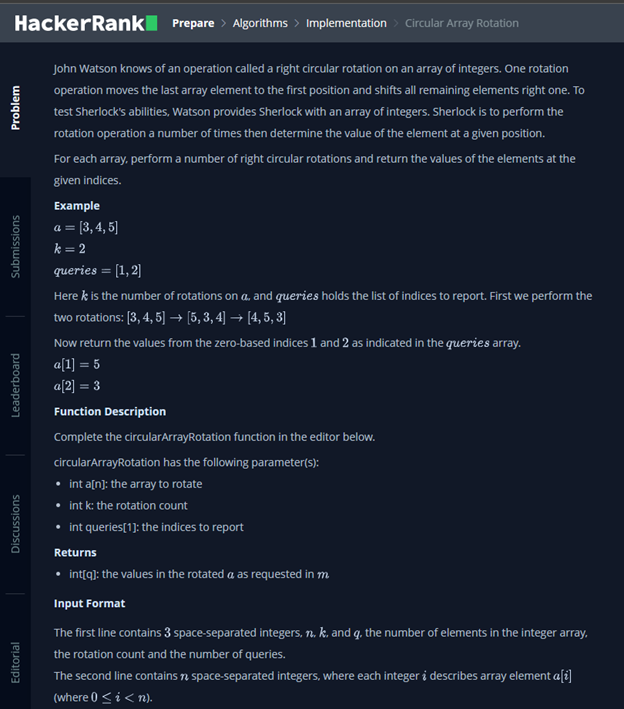 HackerRank Prepare > Algorithms > Implementation > Circular Array Rotation
Problem
Submissions
Leaderboard
Discussions
Editorial
John Watson knows of an operation called a right circular rotation on an array of integers. One rotation
operation moves the last array element to the first position and shifts all remaining elements right one. To
test Sherlock's abilities, Watson provides Sherlock with an array of integers. Sherlock is to perform the
rotation operation a number of times then determine the value of the element at a given position.
For each array, perform a number of right circular rotations and return the values of the elements at the
given indices.
Example
a = [3, 4, 5]
k = 2
queries = [1, 2]
Here k is the number of rotations on a, and queries holds the list of indices to report. First we perform the
two rotations: [3, 4, 5] → [5, 3, 4] → [4, 5, 3]
Now return the values from the zero-based indices 1 and 2 as indicated in the queries array.
a[1] = 5
a[2] = 3
Function Description
Complete the circularArrayRotation function in the editor below.
circularArrayRotation has the following parameter(s):
• int a[n]: the array to rotate
• int k: the rotation count
• int queries[1]: the indices to report
Returns
• int[q]: the values in the rotated a as requested in m
Input Format
The first line contains 3 space-separated integers, n, k, and q, the number of elements in the integer array,
the rotation count and the number of queries.
The second line contains n space-separated integers, where each integer i describes array element a[i]
(where 0 ≤ i < n).